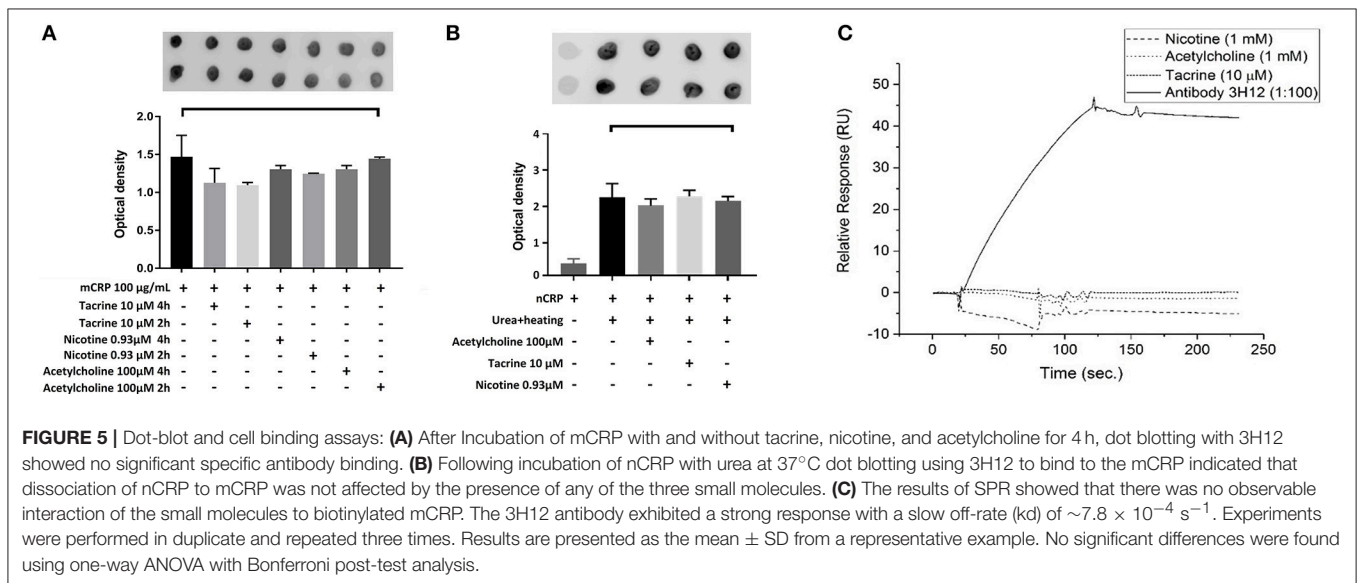 A
2.0
1.5
1.0
0.5
0.0
Optical density
mCRP 100 µg/mL + + + + + + +
Tacrine 10 µM 4h - + - - - - -
Tacrine 10 µM 2h - - + - - - -
Nicotine 0.93µM 4h - - - + - - -
Nicotine 0.93 µM 2h - - - - + - -
Acetylcholine 100µM 4h - - - - - + -
Acetylcholine 100µM 2h - - - - - - +
B
4
3
2
1
0
Optical density
nCRP + + + + +
Urea+heating - + + + +
Acetylcholine 100µM - - + - -
Tacrine 10 µM - - - + -
Nicotine 0.93µM - - - - +
C
Nicotine (1 mM)
Acetylcholine (1 mM)
Tacrine (10 µM)
Antibody 3H12 (1:100)
50
40
30
20
10
0
-10
Relative Response (RU)
0 50 100 150 200 250
Time (sec.)
FIGURE 5 | Dot-blot and cell binding assays: (A) After Incubation of mCRP with and without tacrine, nicotine, and acetylcholine for 4 h, dot blotting with 3H12
showed no significant specific antibody binding. (B) Following incubation of nCRP with urea at 37°C dot blotting using 3H12 to bind to the mCRP indicated that
dissociation of nCRP to mCRP was not affected by the presence of any of the three small molecules. (C) The results of SPR showed that there was no observable
interaction of the small molecules to biotinylated mCRP. The 3H12 antibody exhibited a strong response with a slow off-rate (kd) of ~7.8 × 10⁻⁴ s⁻¹. Experiments
were performed in duplicate and repeated three times. Results are presented as the mean ± SD from a representative example. No significant differences were found
using one-way ANOVA with Bonferroni post-test analysis.